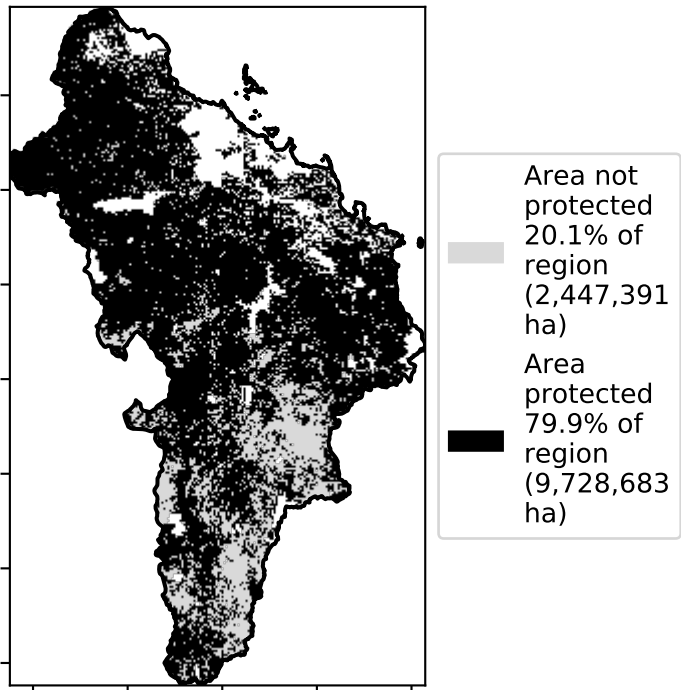 Area not
protected
20.1% of
region
(2,447,391
ha)
Area
protected
79.9% of
region
(9,728,683
ha)